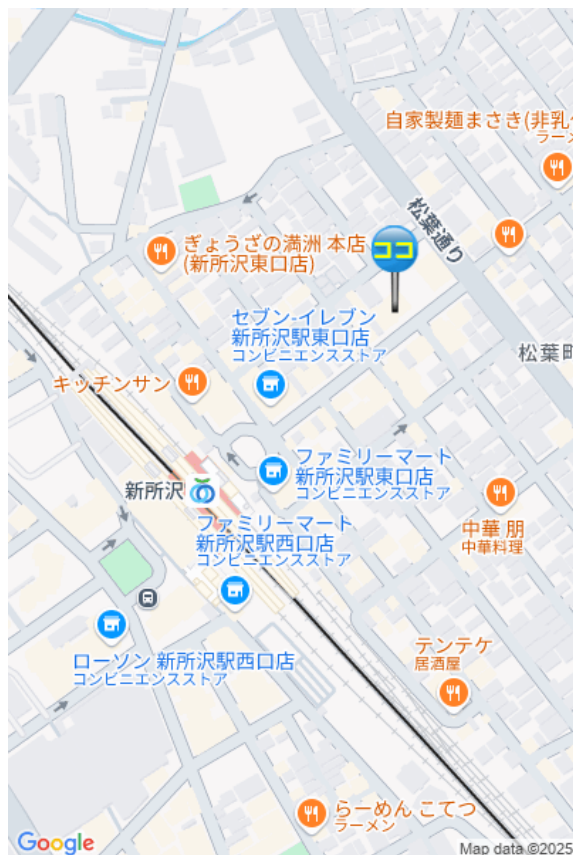 自家製麺まさき(非乳
ラーメ
松葉通り
ココ
ぎょうざの満洲 本店
(新所沢東口店)
セブン-イレブン
新所沢駅東口店
コンビニエンスストア
松葉町
キッチンサン
ファミリーマート
新所沢駅東口店
コンビニエンスストア
新所沢
ファミリーマート
新所沢駅西口店
コンビニエンスストア
中華 朋
中華料理
ローソン 新所沢駅西口店
コンビニエンスストア
テンテケ
居酒屋
らーめん こてつ
ラーメン
Google
Map data ©2025